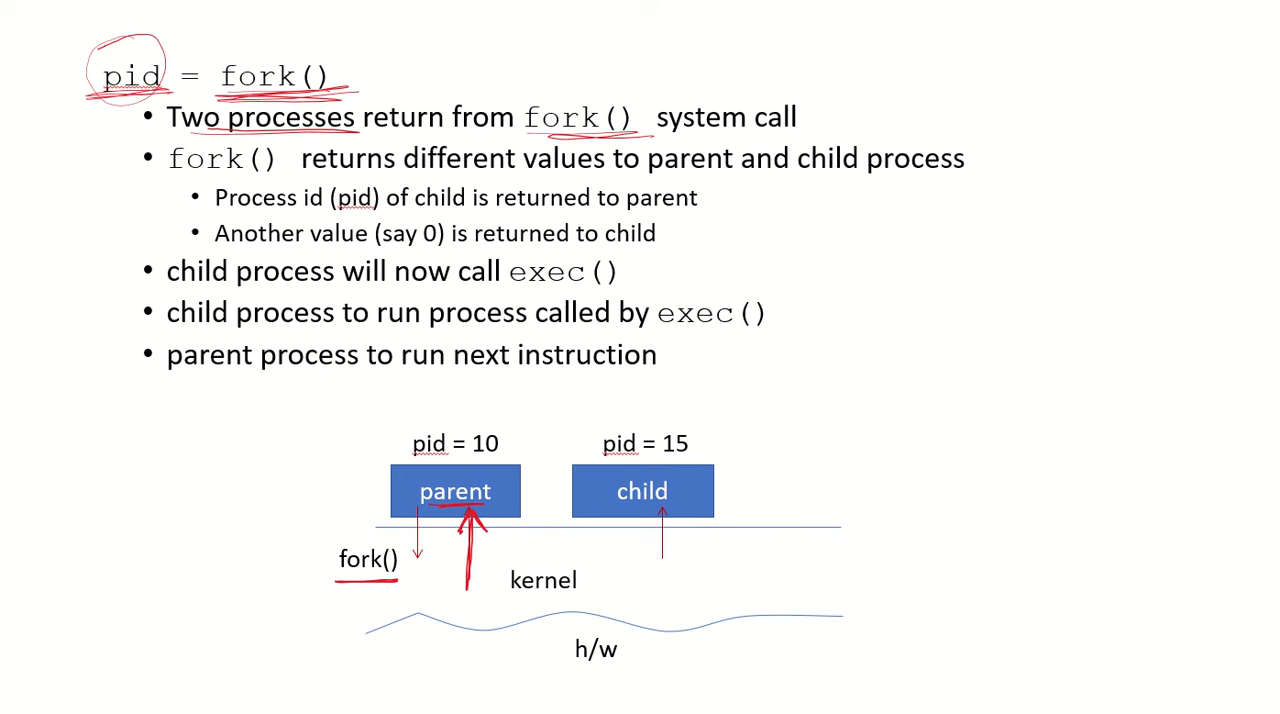 pid = fork()
• Two processes return from fork() system call
• fork() returns different values to parent and child process
• Process id (pid) of child is returned to parent
• Another value (say 0) is returned to child
• child process will now call exec()
• child process to run process called by exec()
• parent process to run next instruction
pid = 10 pid = 15
parent child
fork()
kernel
h/w